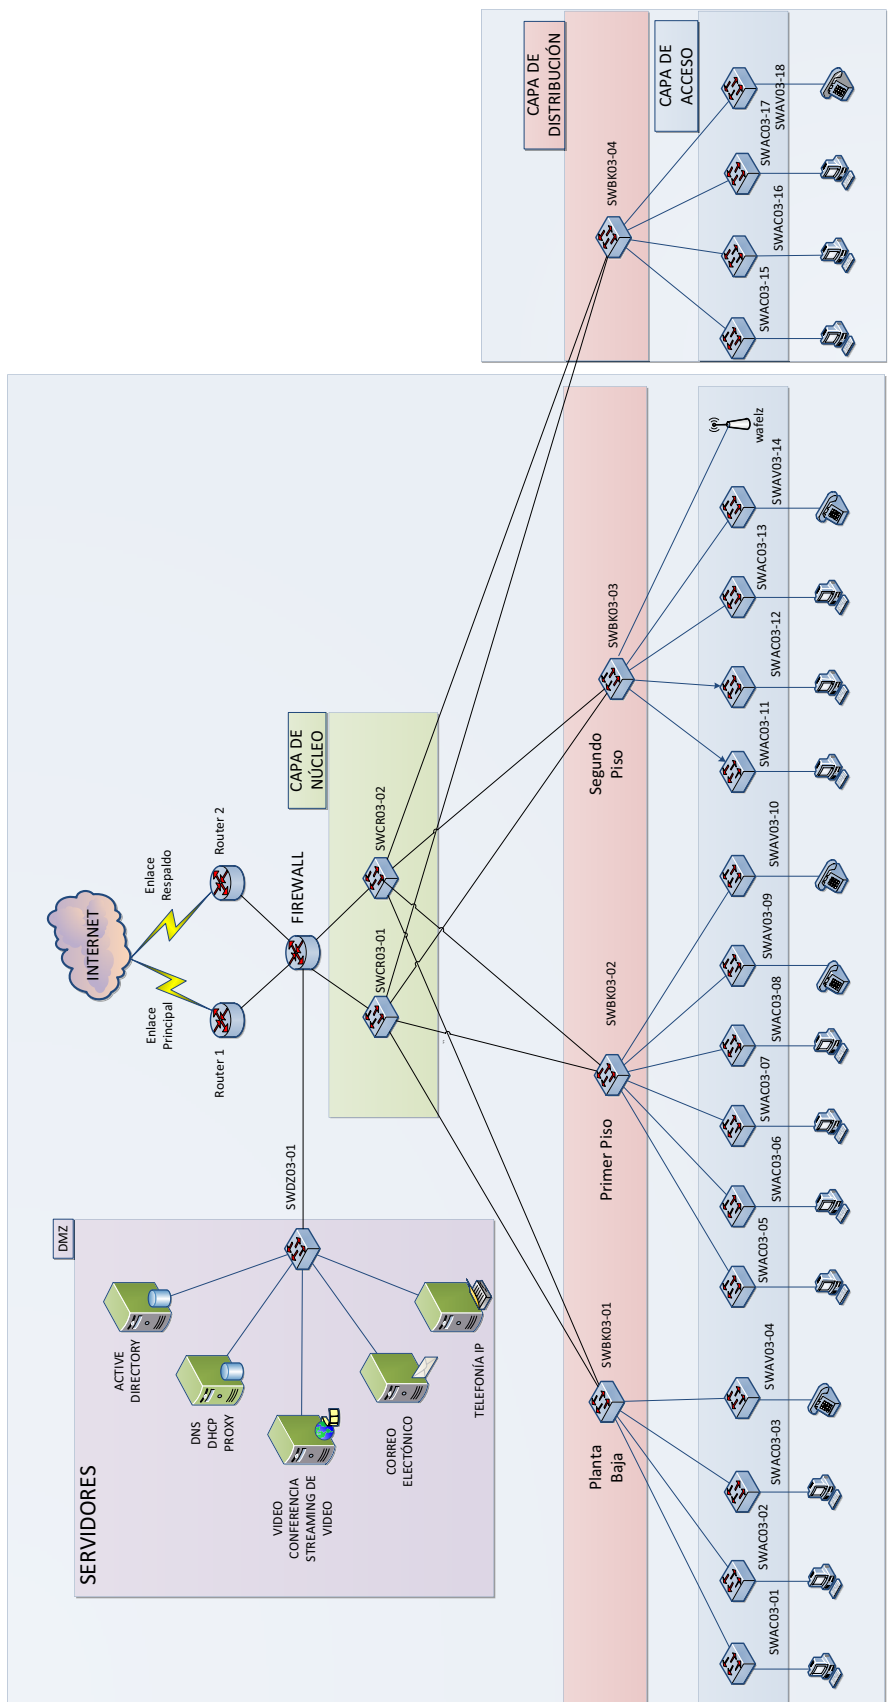 INTERNET
Enlace
Principal
Enlace
Respaldo
Router 1
Router 2
FIREWALL
SERVIDORES
DMZ
ACTIVE
DIRECTORY
DNS
DHCP
PROXY
VIDEO
CONFERENCIA
STREAMING DE
VIDEO
CORREO
ELECTÓNICO
TELEFONÍA IP
SWDZ03-01
CAPA DE
NÚCLEO
SWCR03-01
SWCR03-02
CAPA DE
DISTRIBUCIÓN
Planta
Baja
SWBK03-01
Primer Piso
SWBK03-02
Segundo
Piso
SWBK03-03
SWBK03-04
CAPA DE
ACCESO
SWAC03-01
SWAC03-02
SWAC03-03
SWAV03-04
SWAC03-05
SWAC03-06
SWAC03-07
SWAC03-08
SWAV03-09
SWAV03-10
SWAC03-11
SWAC03-12
SWAC03-13
SWAV03-14
wafelz
SWAC03-15
SWAC03-16
SWAC03-17
SWAV03-18